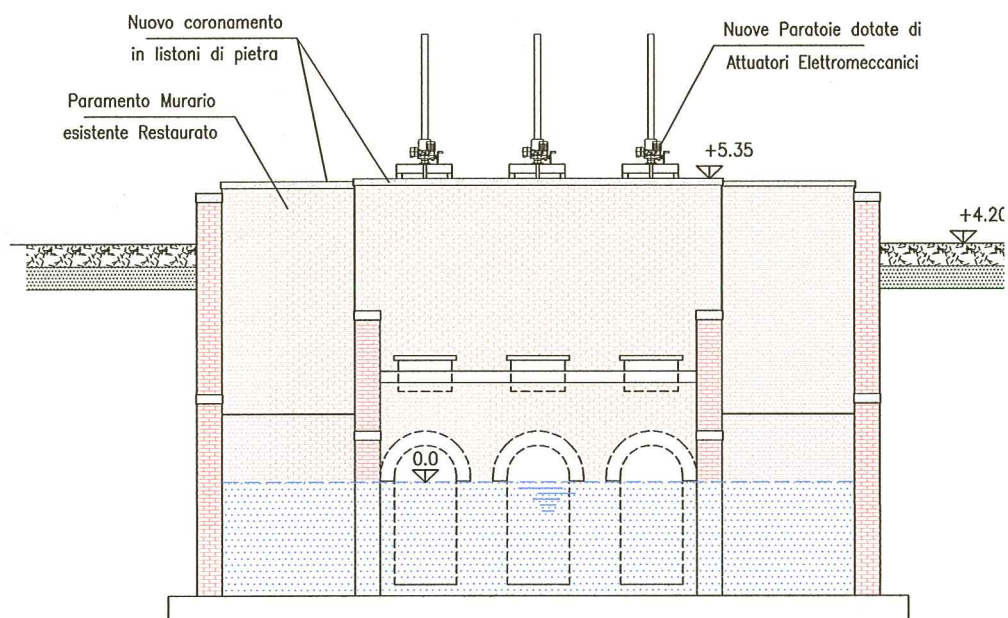 Nuovo coronamento
in listoni di pietra
Nuove Paratoie dotate di
Attuatori Elettromeccanici
Paramento Murario
esistente Restaurato
+5.35
+4.20
0.0